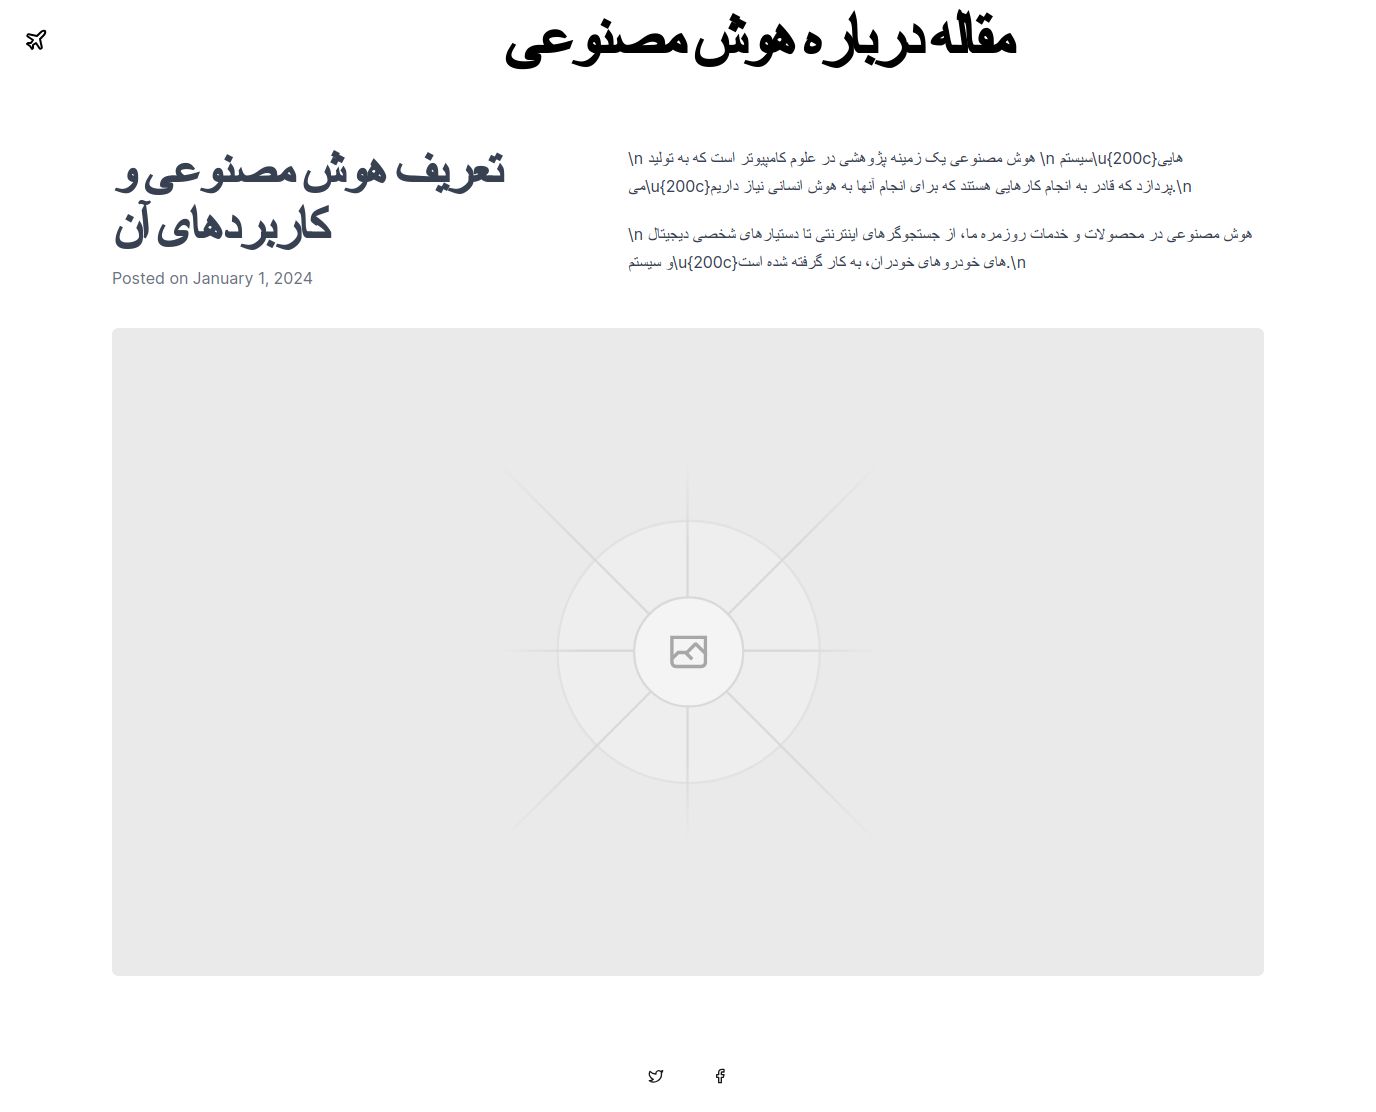 مقاله درباره هوش مصنوعی
تعریف هوش مصنوعی و
کاربردهای آن
Posted on January 1, 2024
\n هوش مصنوعی یک زمینه پژوهشی در علوم کامپیوتر است که به تولید \n سیستم\u{200c}هایی
می\u{200c}پردازد که قادر به انجام کارهایی هستند که برای انجام آنها به هوش انسانی نیاز داریم.\n
\n هوش مصنوعی در محصولات و خدمات روزمره ما، از جستجوگرهای اینترنتی تا دستیارهای شخصی دیجیتال
و سیستم\u{200c}های خودروهای خودران، به کار گرفته شده است.\n